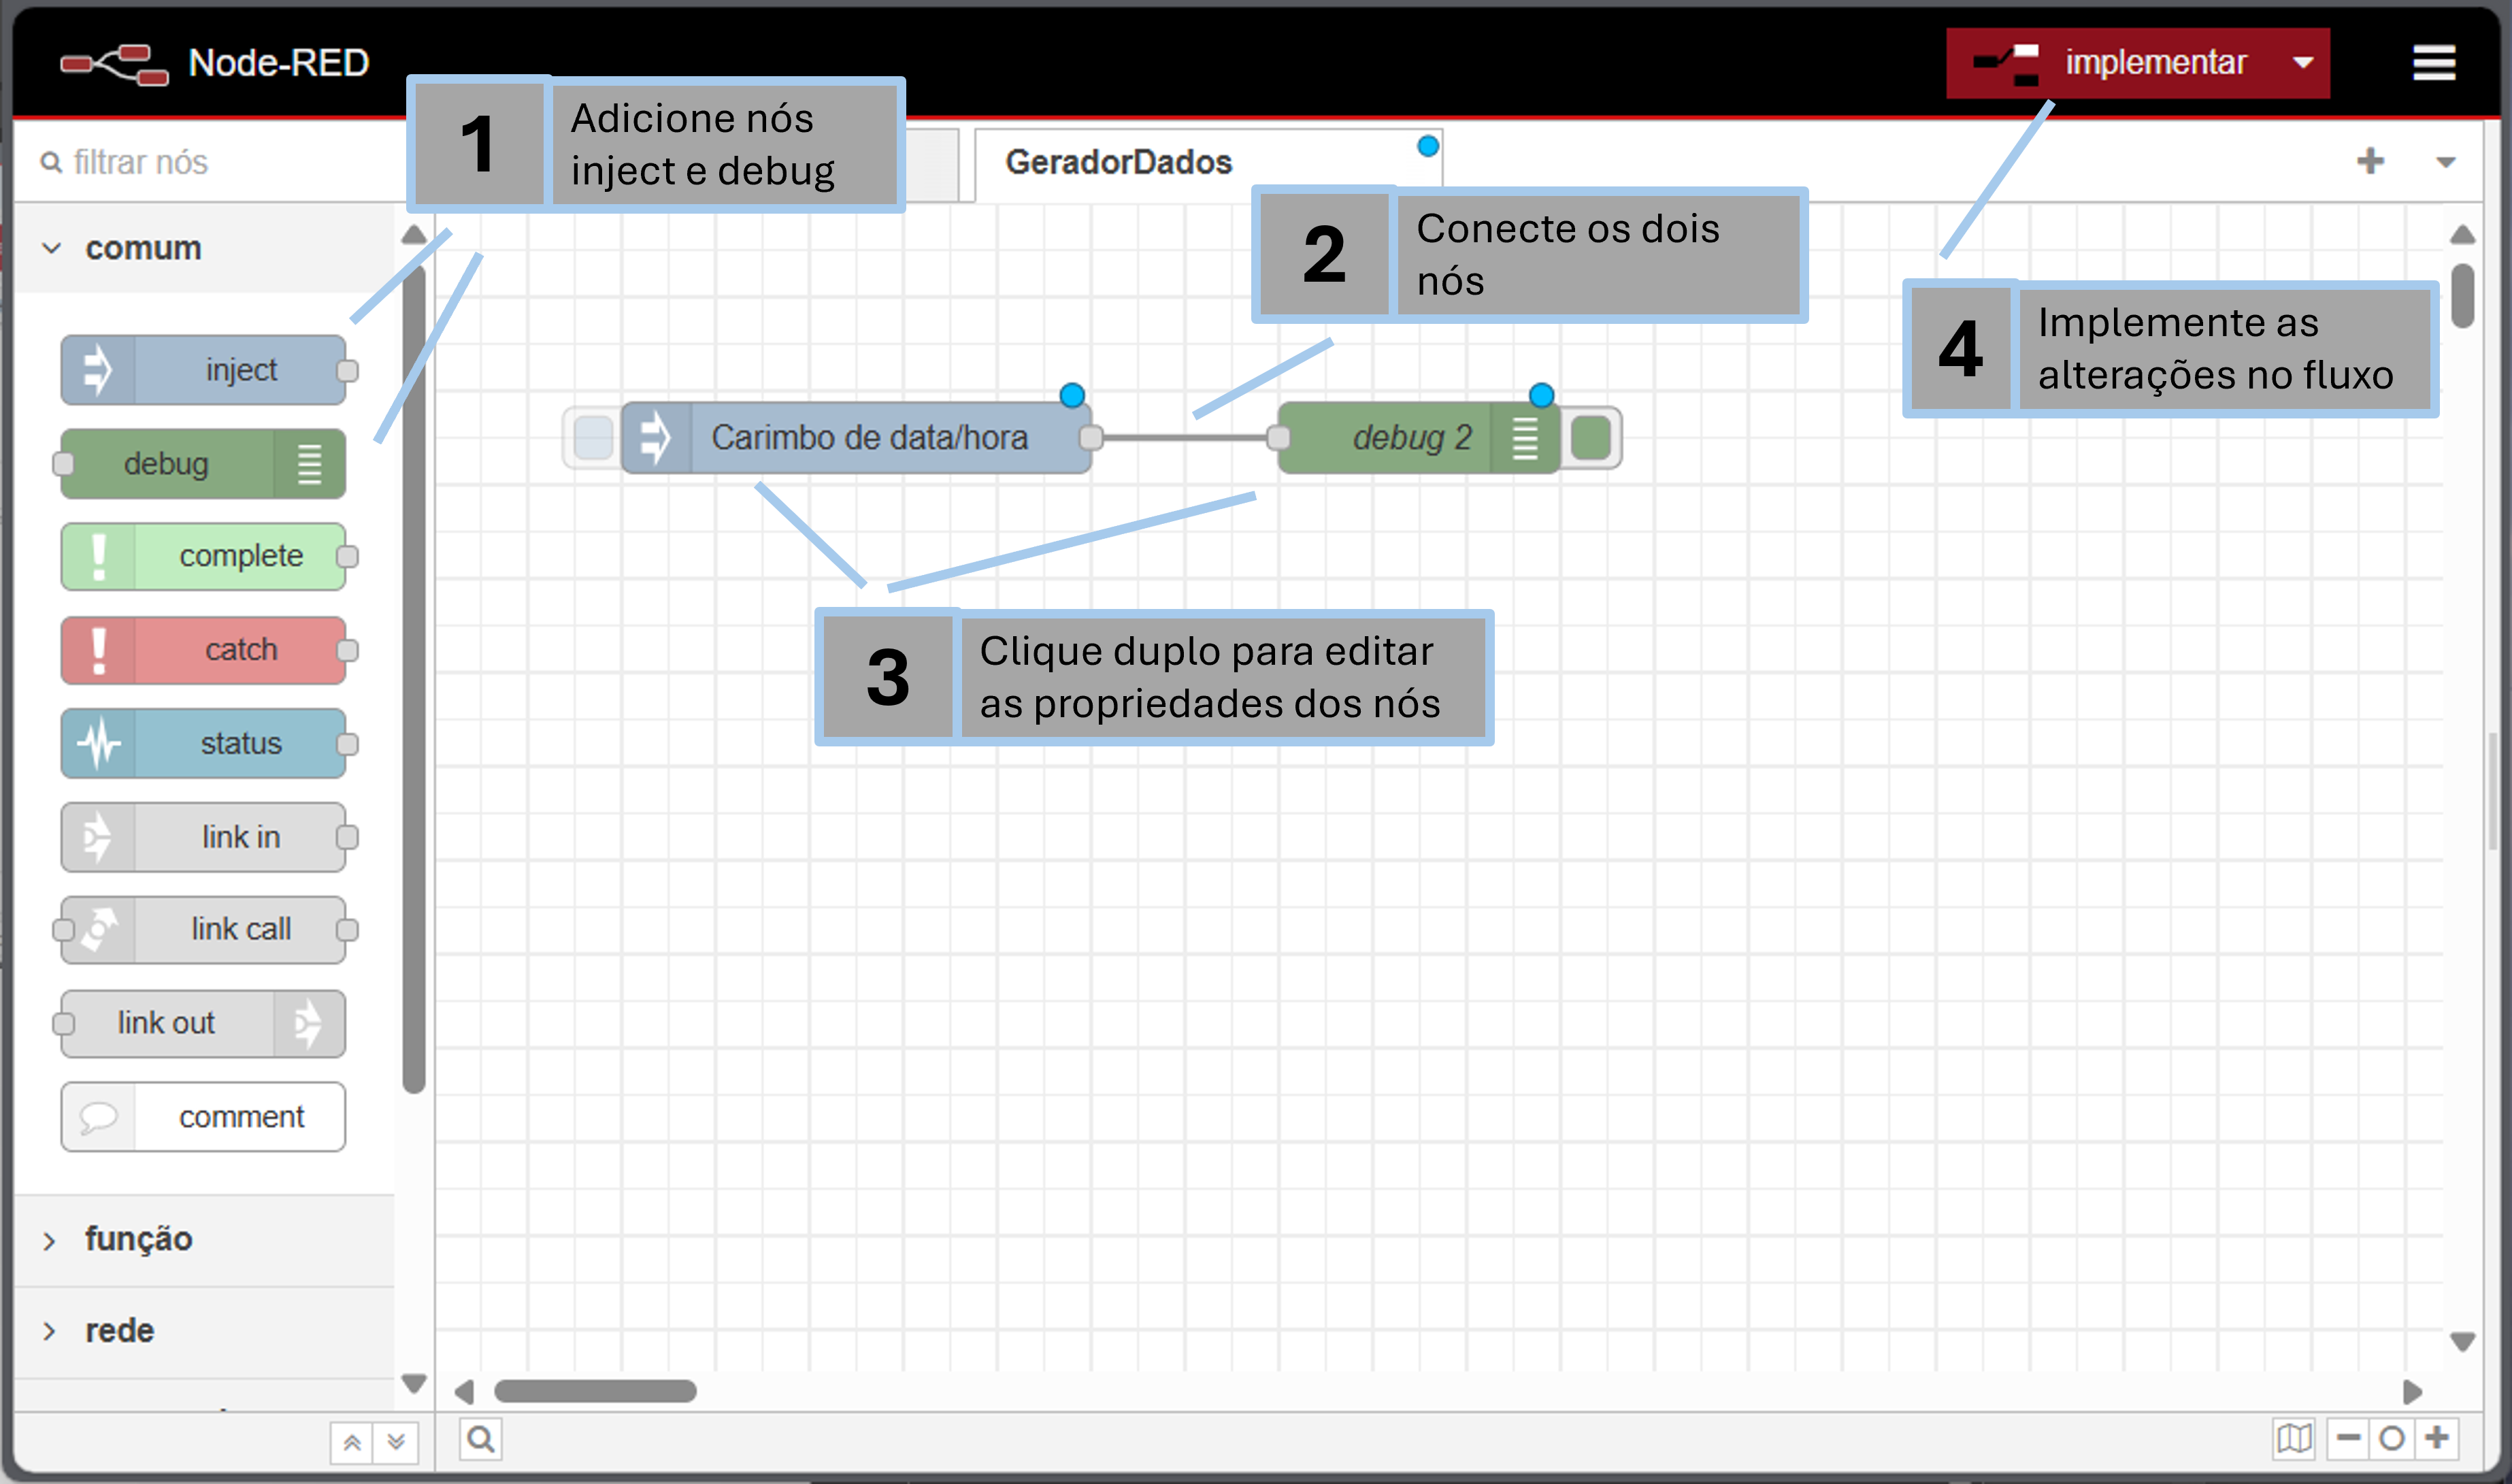 Node-RED
implementar
1
Adicione nós
inject e debug
filtrar nós
GeradorDados
2
Conecte os dois
nós
4
Implemente as
alterações no fluxo
comum
inject
debug
complete
catch
status
link in
link call
link out
comment
função
rede
Carimbo de data/hora
debug 2
3
Clique duplo para editar
as propriedades dos nós